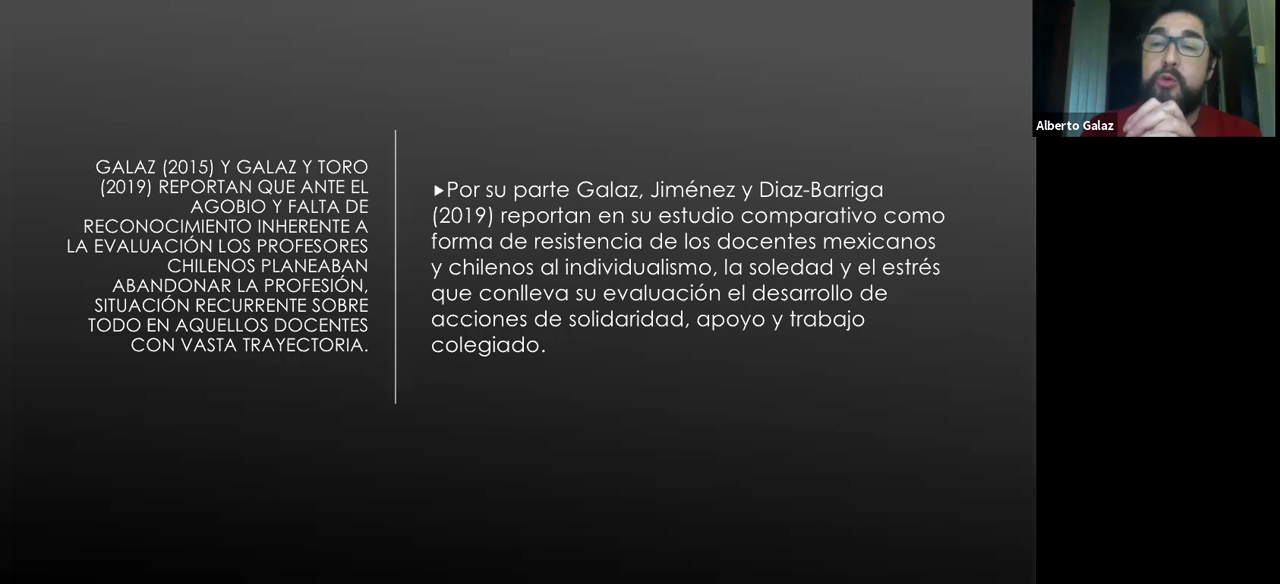 GALAZ (2015) Y GALAZ Y TORO
(2019) REPORTAN QUE ANTE EL
AGOBIO Y FALTA DE
RECONOCIMIENTO INHERENTE A
LA EVALUACIÓN LOS PROFESORES
CHILENOS PLANEABAN
ABANDONAR LA PROFESIÓN,
SITUACIÓN RECURRENTE SOBRE
TODO EN AQUELLOS DOCENTES
CON VASTA TRAYECTORIA.
▸Por su parte Galaz, Jiménez y Diaz-Barriga
(2019) reportan en su estudio comparativo como
forma de resistencia de los docentes mexicanos
y chilenos al individualismo, la soledad y el estrés
que conlleva su evaluación el desarrollo de
acciones de solidaridad, apoyo y trabajo
colegiado.
Alberto Galaz